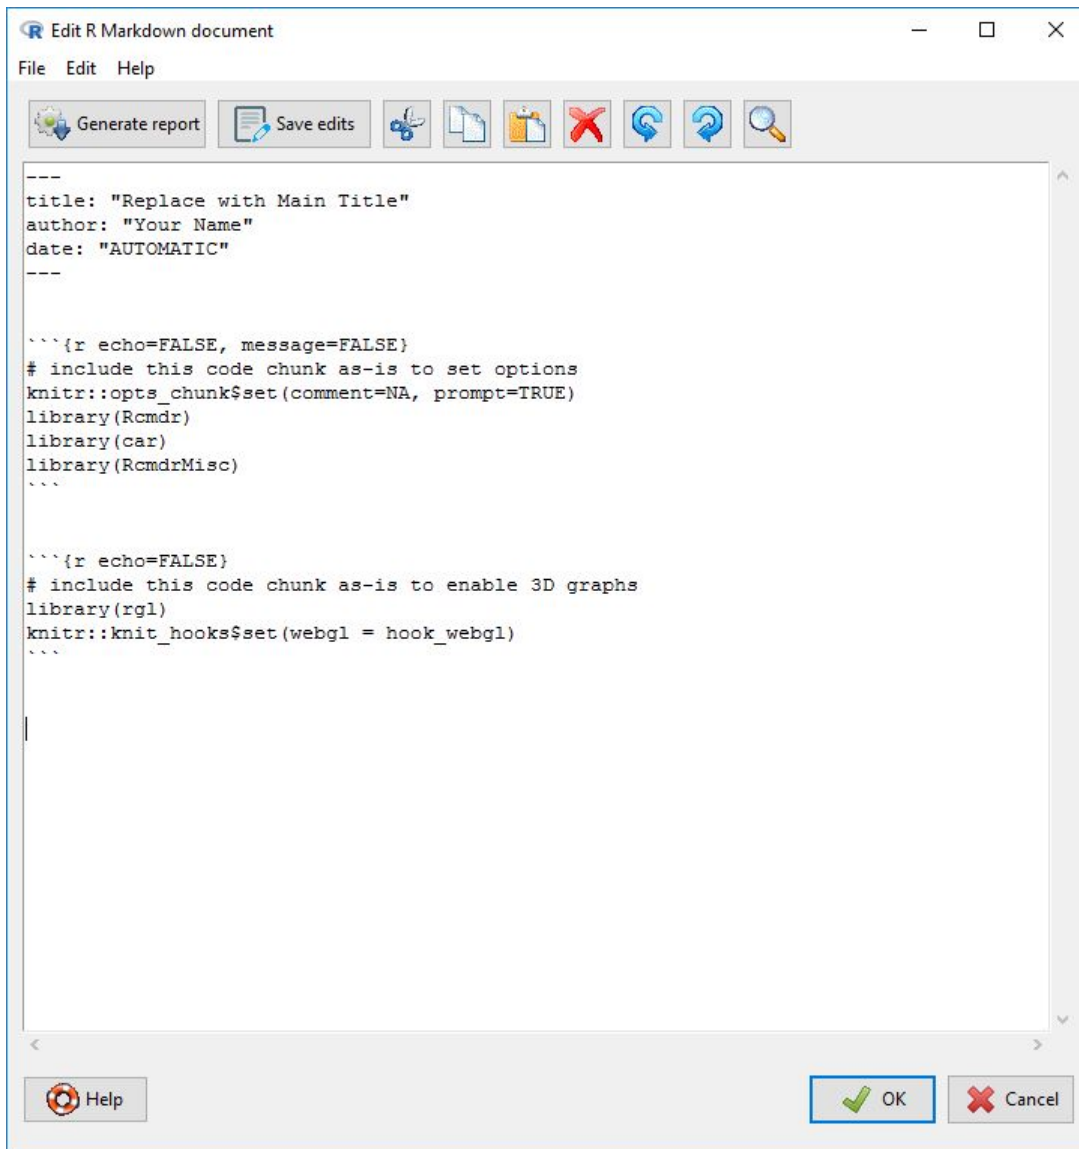 Edit R Markdown document
File Edit Help
Generate report Save edits
---
title: "Replace with Main Title"
author: "Your Name"
date: "AUTOMATIC"
---
```{r echo=FALSE, message=FALSE}
# include this code chunk as-is to set options
knitr::opts_chunk$set(comment=NA, prompt=TRUE)
library(Rcmdr)
library(car)
library(RcmdrMisc)
```
```{r echo=FALSE}
# include this code chunk as-is to enable 3D graphs
library(rgl)
knitr::knit_hooks$set(webgl = hook_webgl)
```
Help OK Cancel